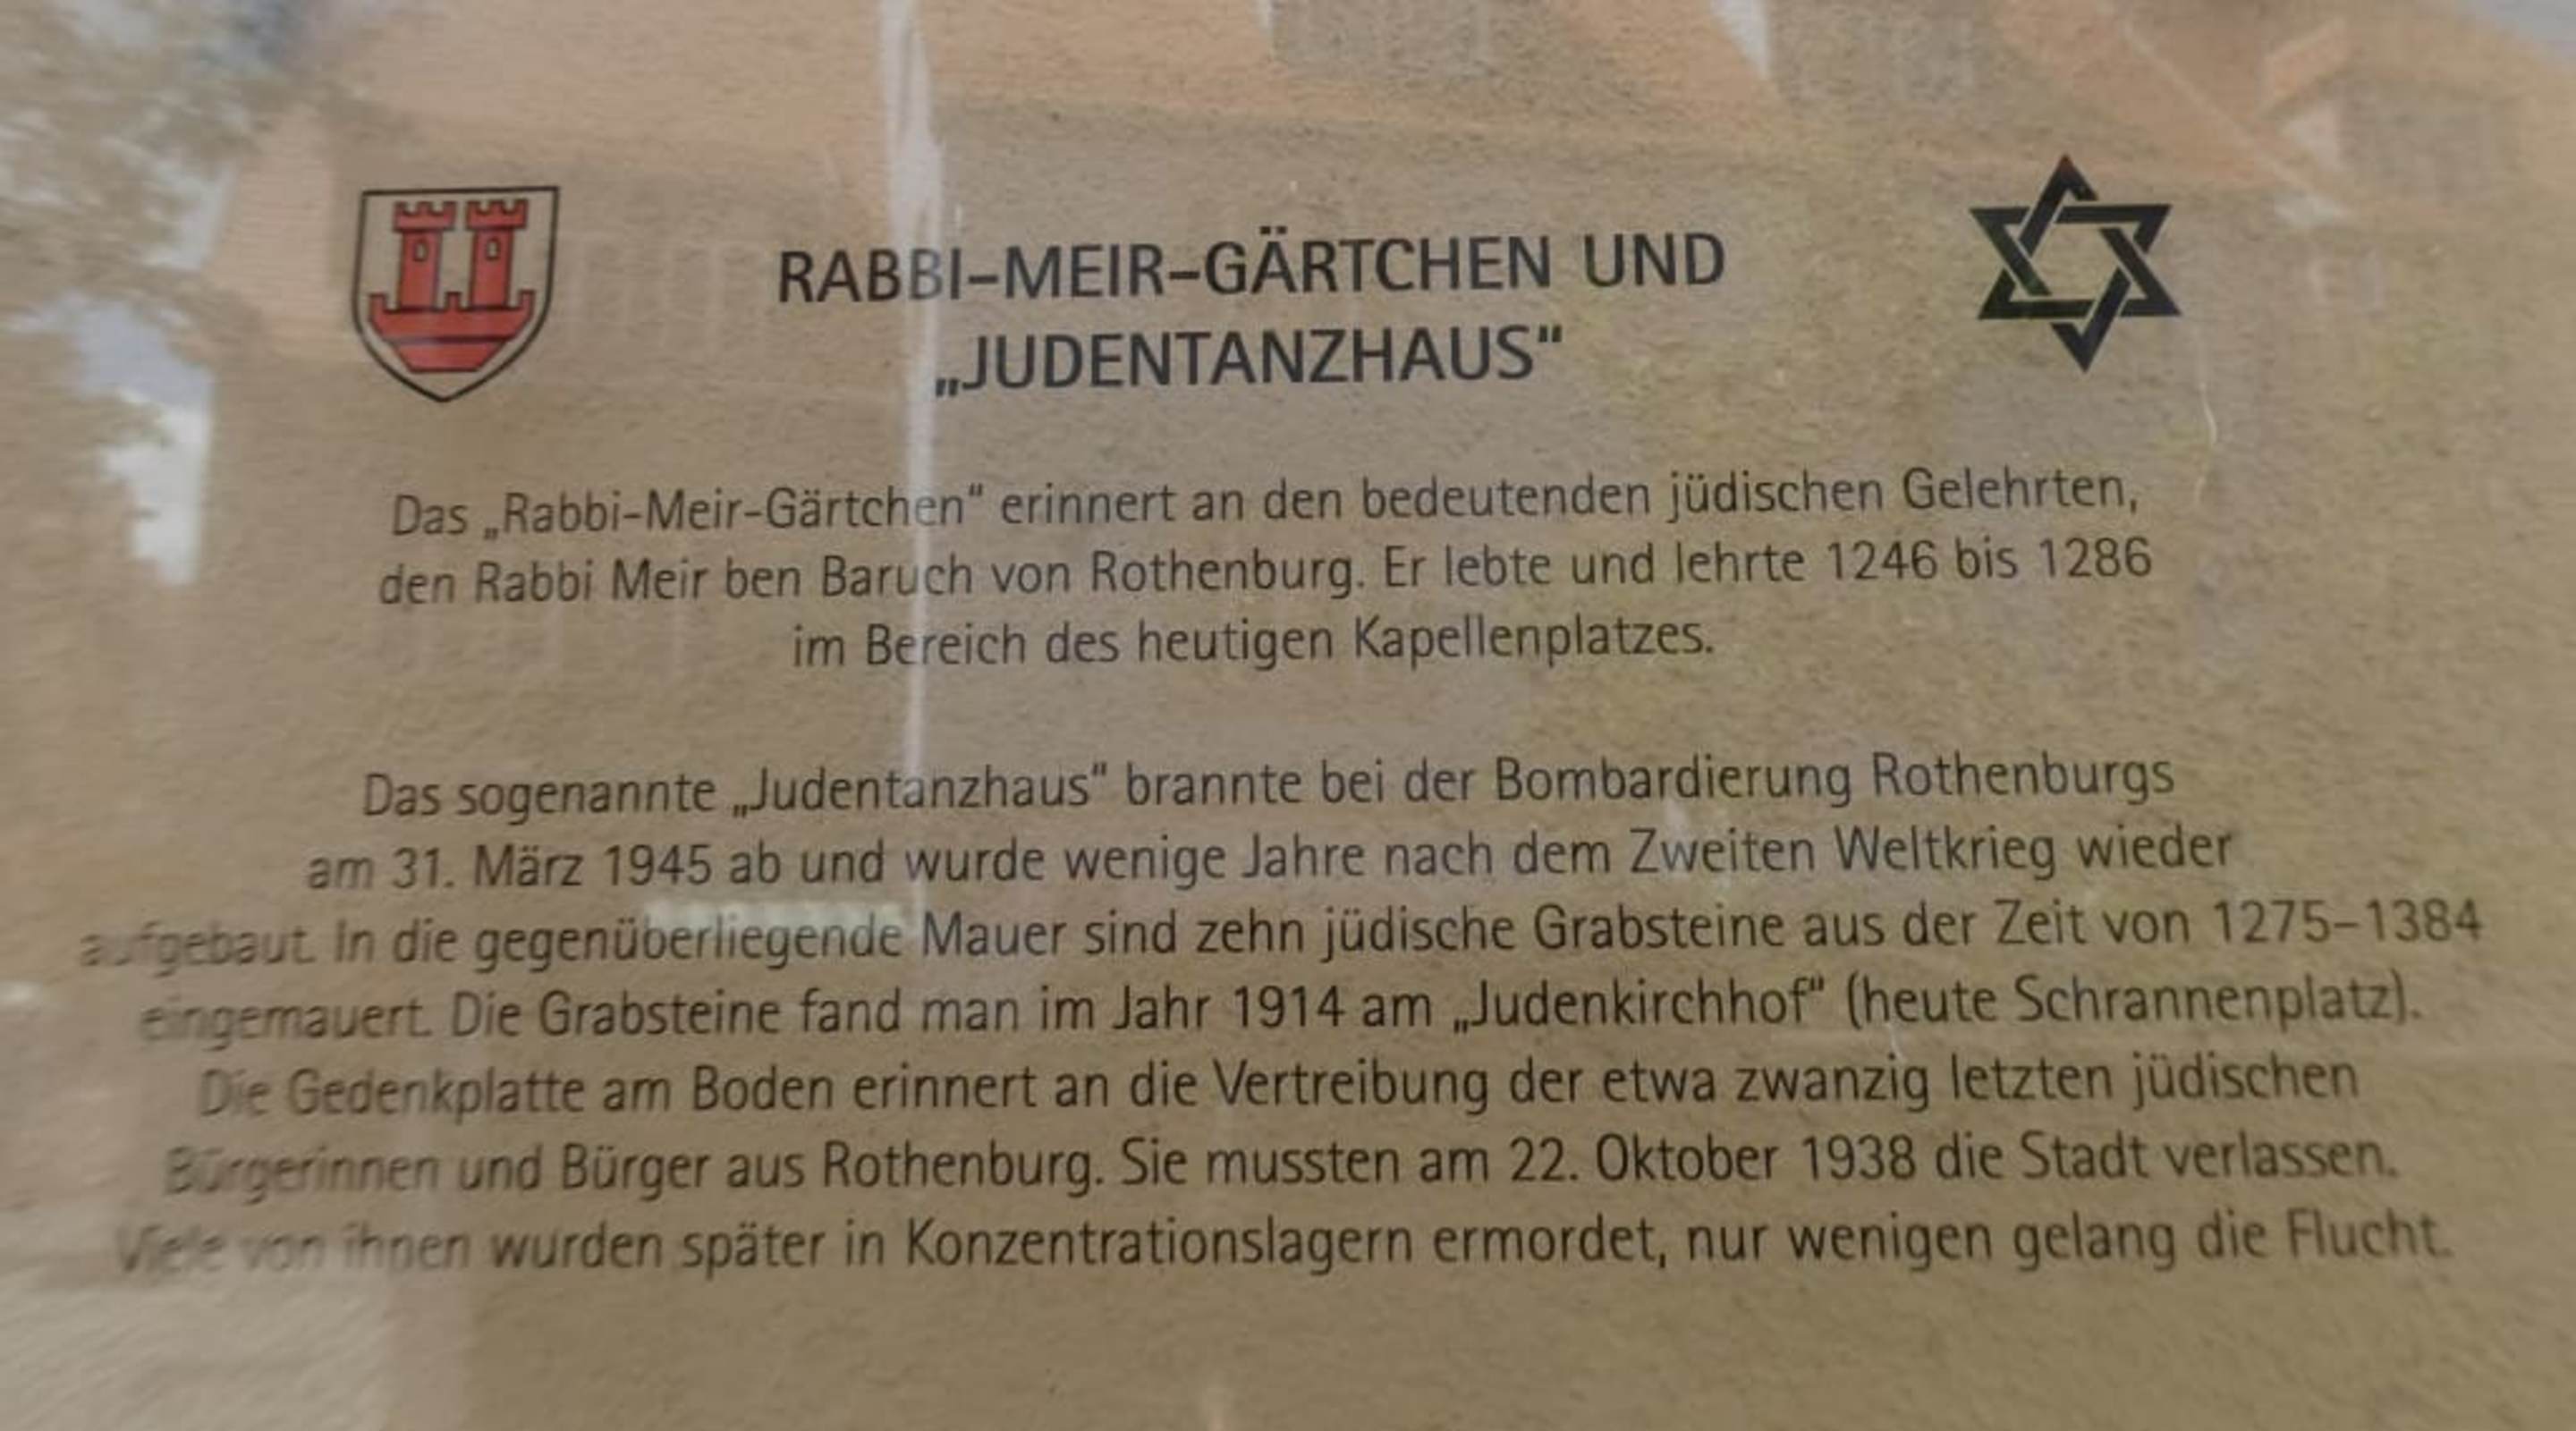 RABBI-MEIR-GÄRTCHEN UND
„JUDENTANZHAUS“
Das „Rabbi-Meir-Gärtchen“ erinnert an den bedeutenden jüdischen Gelehrten,
den Rabbi Meir ben Baruch von Rothenburg. Er lebte und lehrte 1246 bis 1286
im Bereich des heutigen Kapellenplatzes.
Das sogenannte „Judentanzhaus“ brannte bei der Bombardierung Rothenburgs
am 31. März 1945 ab und wurde wenige Jahre nach dem Zweiten Weltkrieg wieder
aufgebaut. In die gegenüberliegende Mauer sind zehn jüdische Grabsteine aus der Zeit von 1275-1384
eingemauert. Die Grabsteine fand man im Jahr 1914 am „Judenkirchhof“ (heute Schrannenplatz).
Die Gedenkplatte am Boden erinnert an die Vertreibung der etwa zwanzig letzten jüdischen
Bürgerinnen und Bürger aus Rothenburg. Sie mussten am 22. Oktober 1938 die Stadt verlassen.
Viele von ihnen wurden später in Konzentrationslagern ermordet, nur wenigen gelang die Flucht.